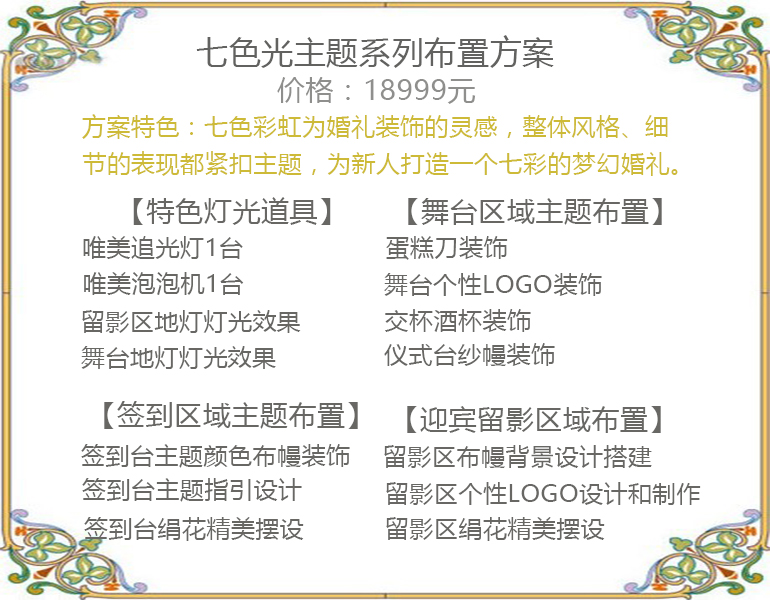 七色光主题系列布置方案
价格：18999元
方案特色：七色彩虹为婚礼装饰的灵感，整体风格、细
节的表现都紧扣主题，为新人打造一个七彩的梦幻婚礼。
【特色灯光道具】
唯美追光灯1台
唯美泡泡机1台
留影区地灯灯光效果
舞台地灯灯光效果
【舞台区域主题布置】
蛋糕刀装饰
舞台个性LOGO装饰
交杯酒杯装饰
仪式台纱幔装饰
【签到区域主题布置】
签到台主题颜色布幔装饰
签到台主题指引设计
签到台绢花精美摆设
【迎宾留影区域布置】
留影区布幔背景设计搭建
留影区个性LOGO设计和制作
留影区绢花精美摆设